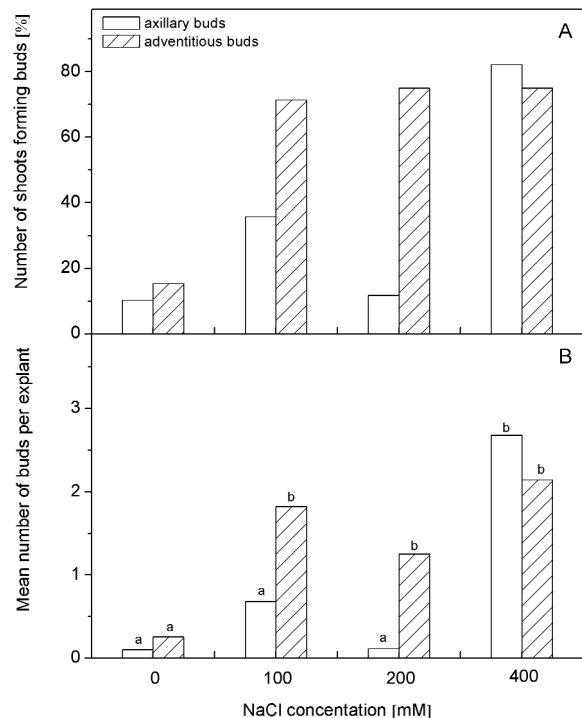 axillary buds
adventitious buds
A
Number of shoots forming buds [%]
80
60
40
20
0
B
Mean number of buds per explant
3
2
1
0
a
a
a
b
a
b
b
b
0
100
200
400
NaCl concentation [mM]